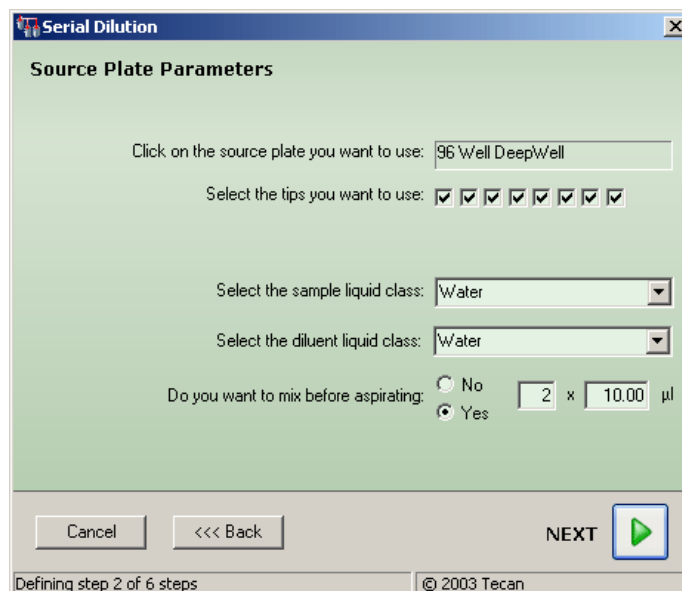 Serial Dilution
Source Plate Parameters
Click on the source plate you want to use: 96 Well DeepWell
Select the tips you want to use:
Select the sample liquid class: Water
Select the diluent liquid class: Water
Do you want to mix before aspirating: No 2 x 10.00 µl
Yes
Cancel <<< Back NEXT
Defining step 2 of 6 steps © 2003 Tecan